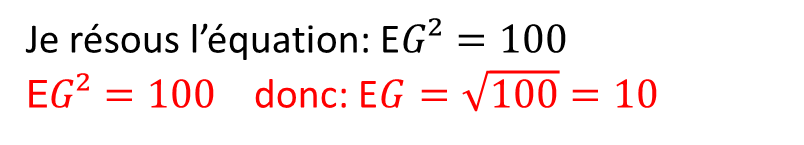 Je résous l’équation: E𝐺² = 100
E𝐺² = 100 donc: E𝐺 = √100 = 10